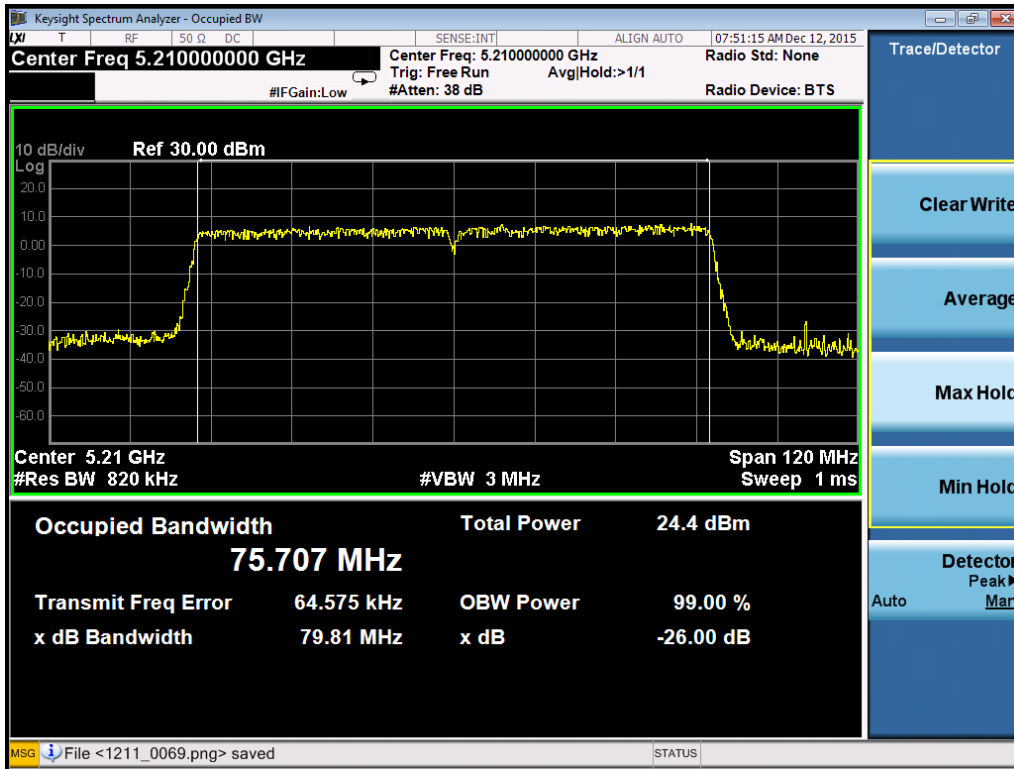 Keysight Spectrum Analyzer - Occupied BW
LXI T RF 50 Ω DC SENSE:INT ALIGN AUTO 07:51:15 AM Dec 12, 2015
Center Freq 5.210000000 GHz
#IFGain:Low
Center Freq: 5.210000000 GHz
Trig: Free Run Avg|Hold:>1/1
#Atten: 38 dB
Radio Std: None
Radio Device: BTS
10 dB/div Ref 30.00 dBm
Log
20.0
10.0
0.00
-10.0
-20.0
-30.0
-40.0
-50.0
-60.0
Center 5.21 GHz Span 120 MHz
#Res BW 820 kHz #VBW 3 MHz Sweep 1 ms
Occupied Bandwidth Total Power 24.4 dBm
75.707 MHz
Transmit Freq Error 64.575 kHz OBW Power 99.00 %
x dB Bandwidth 79.81 MHz x dB -26.00 dB
Trace/Detector
Clear Write
Average
Max Hold
Min Hold
Detector
Peak
Auto Man
MSG File <1211_0069.png> saved STATUS